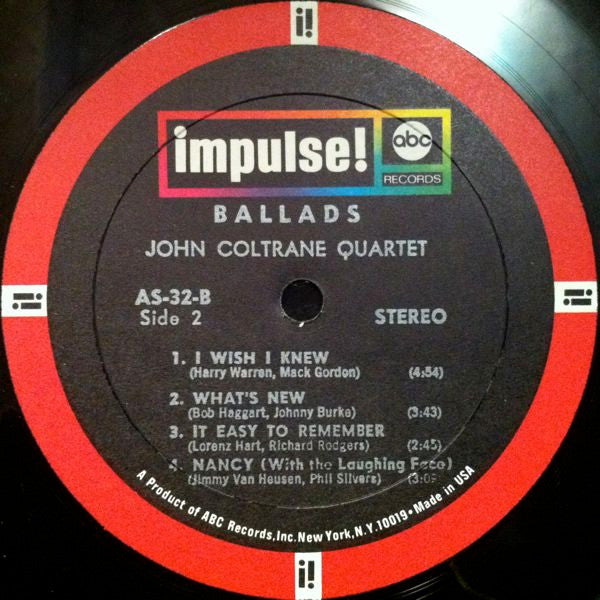 i!
impulse!
abc
RECORDS
BALLADS
JOHN COLTRANE QUARTET
AS-32-B
Side 2
STEREO
i!
i!
1. I WISH I KNEW
(Harry Warren, Mack Gordon) (4:54)
2. WHAT'S NEW
(Bob Haggart, Johnny Burke) (3:43)
3. IT EASY TO REMEMBER
(Lorenz Hart, Richard Rodgers) (2:45)
4. NANCY (With the Laughing Face)
(Jimmy Van Heusen, Phil Silvers)
A Product of ABC Records, Inc. New York, N.Y. 10019 • Made in USA
i!